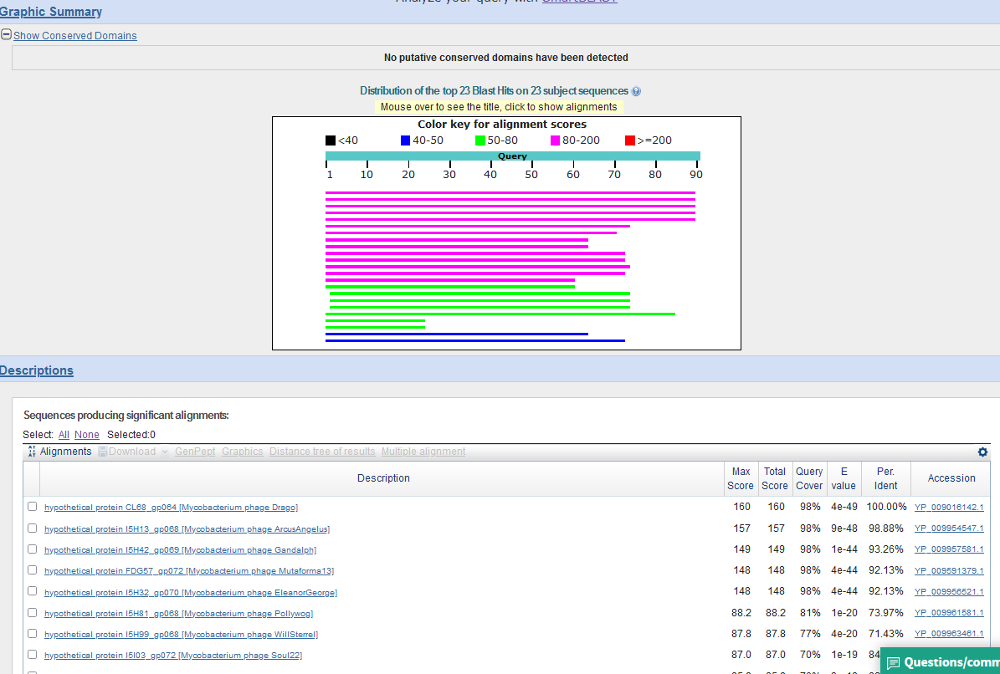 Analyze your query with SmartBLAST
Graphic Summary
Show Conserved Domains
No putative conserved domains have been detected
Distribution of the top 23 Blast Hits on 23 subject sequences
Mouse over to see the title, click to show alignments
Color key for alignment scores
<40 40-50 50-80 80-200 >=200
Query
1 10 20 30 40 50 60 70 80 90
Descriptions
Sequences producing significant alignments:
Select: All None Selected:0
Alignments Download GenPept Graphics Distance tree of results Multiple alignment
Description Max Score Total Score Query Cover E value Per. Ident Accession
hypothetical protein CL68_gp064 [Mycobacterium phage Drago] 160 160 98% 4e-49 100.00% YP_009016142.1
hypothetical protein I5H13_gp068 [Mycobacterium phage ArcusAngelus] 157 157 98% 9e-48 98.88% YP_009954547.1
hypothetical protein I5H42_gp069 [Mycobacterium phage Gandalph] 149 149 98% 1e-44 93.26% YP_009957581.1
hypothetical protein FDG57_gp072 [Mycobacterium phage Mutaforma13] 148 148 98% 4e-44 92.13% YP_009591379.1
hypothetical protein I5H32_gp070 [Mycobacterium phage EleanorGeorge] 148 148 98% 4e-44 92.13% YP_009956521.1
hypothetical protein I5H81_gp068 [Mycobacterium phage Pollywog] 88.2 88.2 81% 1e-20 73.97% YP_009961581.1
hypothetical protein I5H99_gp068 [Mycobacterium phage WillSterrel] 87.8 87.8 77% 4e-20 71.43% YP_009963461.1
hypothetical protein I5I03_gp072 [Mycobacterium phage Soul22] 87.0 87.0 70% 1e-19 84
Questions/comm